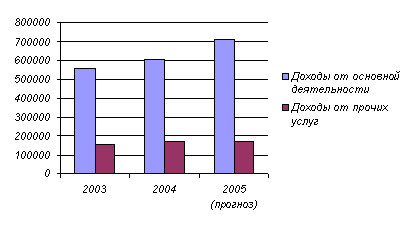 800000
700000
600000
500000
400000
300000
200000
100000
0
2003
2004
2005
(прогноз)
Доходы от основной
деятельности
Доходы от прочих
услуг